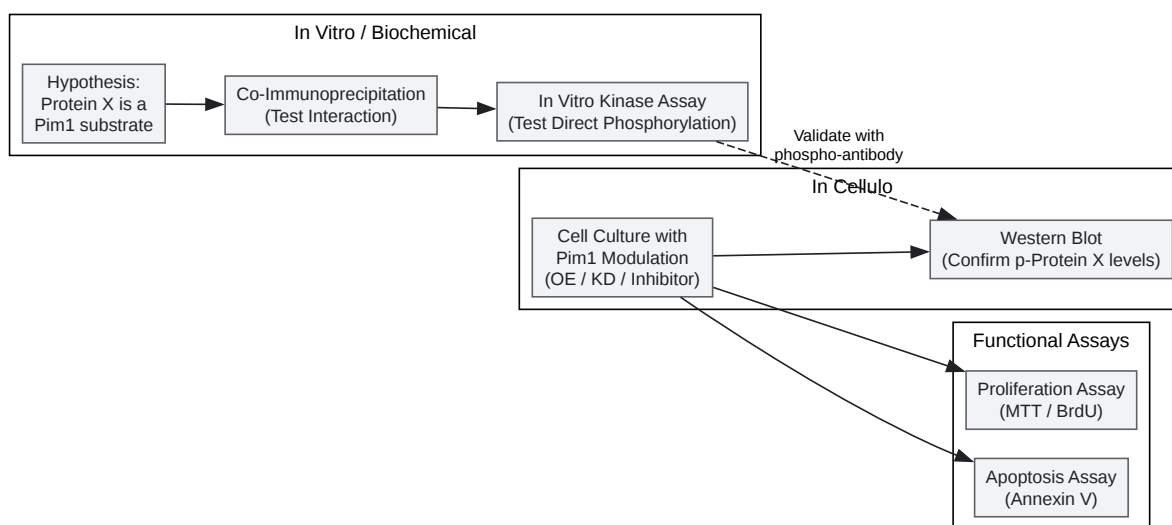 In Vitro / Biochemical
Hypothesis:
Protein X is a
Pim1 substrate
Co-Immunoprecipitation
(Test Interaction)
In Vitro Kinase Assay
(Test Direct Phosphorylation)
Validate with
phospho-antibody
In Cellulo
Cell Culture with
Pim1 Modulation
(OE / KD / Inhibitor)
Western Blot
(Confirm p-Protein X levels)
Functional Assays
Proliferation Assay
(MTT / BrdU)
Apoptosis Assay
(Annexin V)